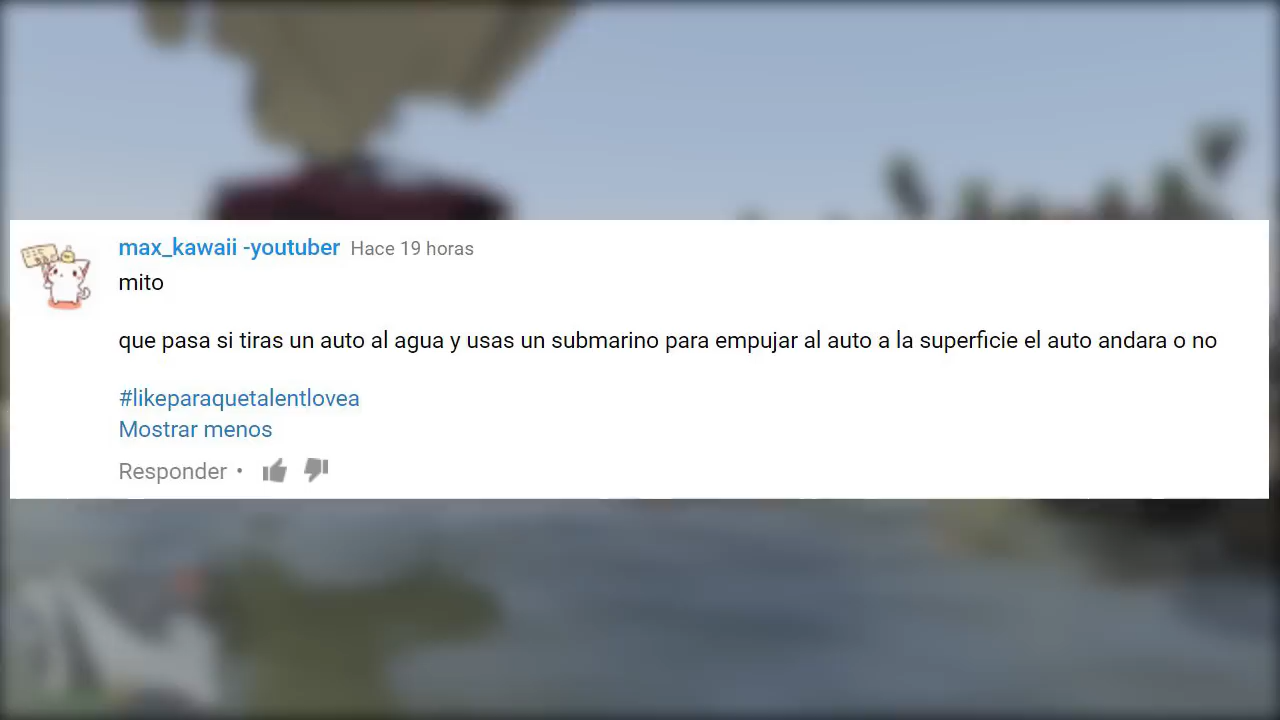 max_kawaii -youtuber Hace 19 horas
mito
que pasa si tiras un auto al agua y usas un submarino para empujar al auto a la superficie el auto andara o no
#likeparaquetalentlovea
Mostrar menos
Responder •